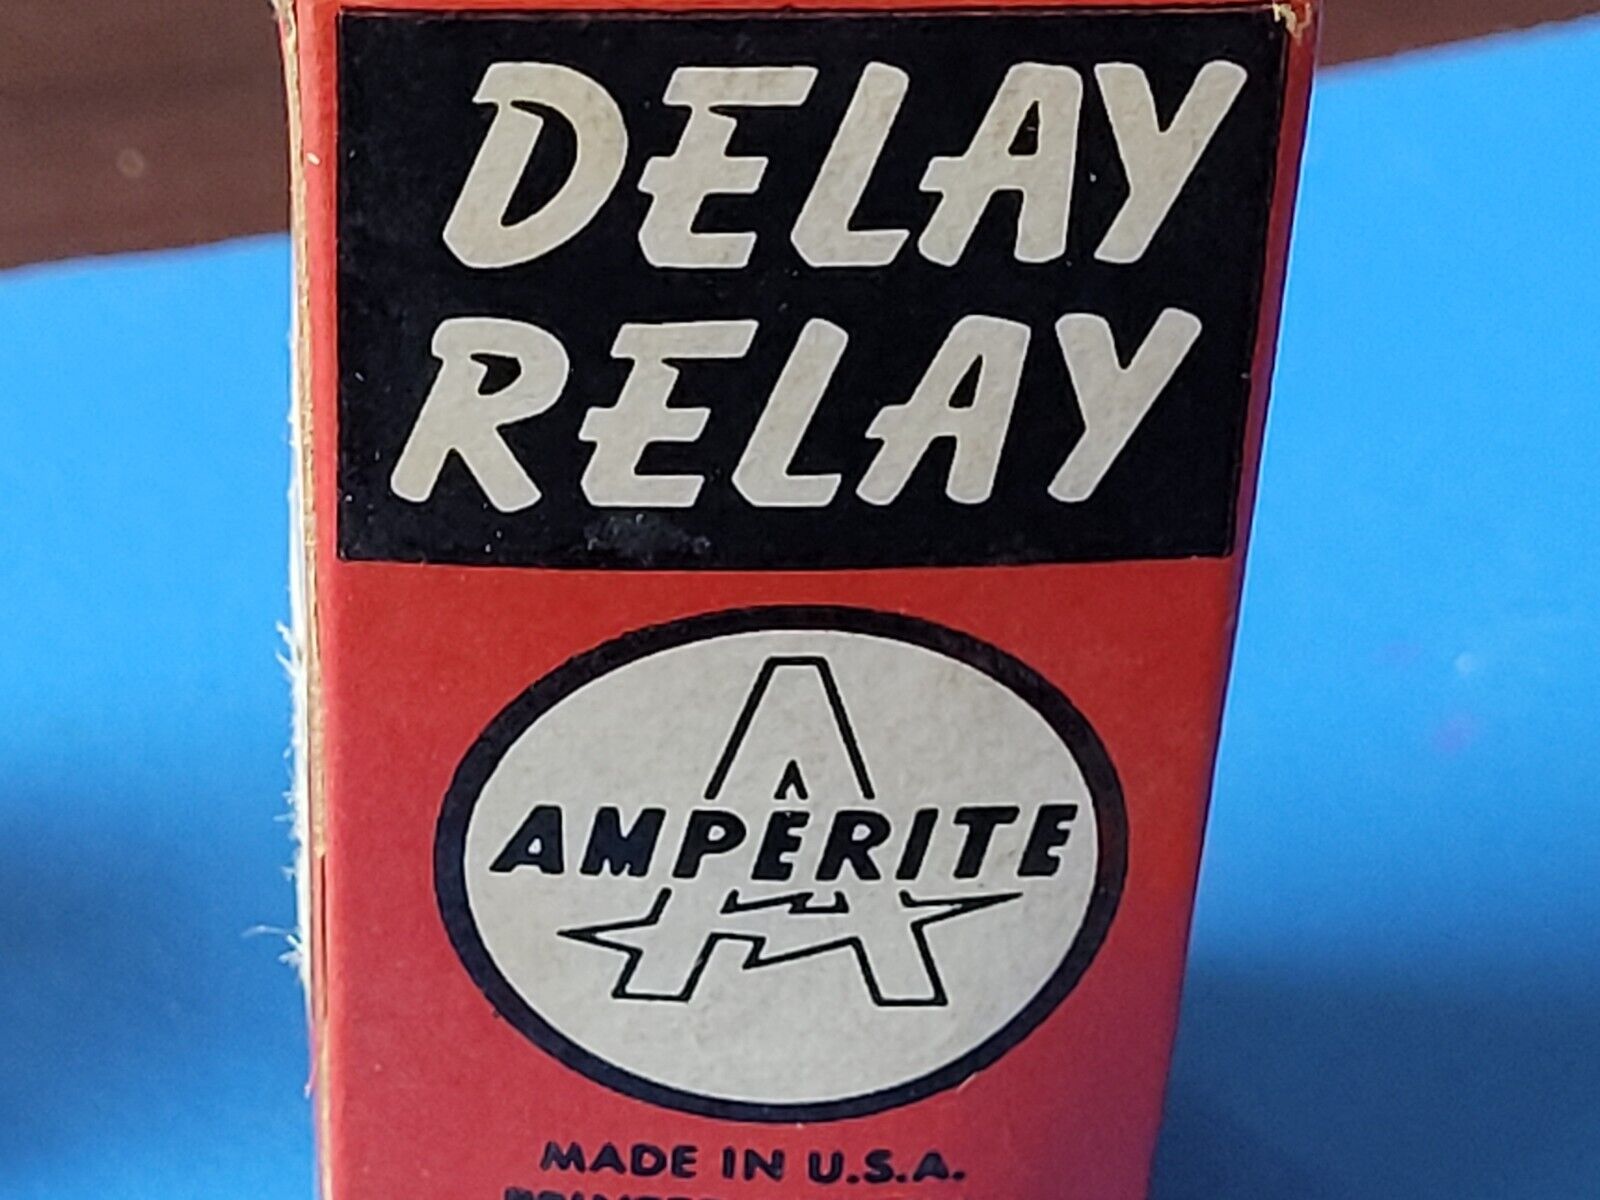 DELAY
RELAY
A
AMPERITE
MADE IN U.S.A.